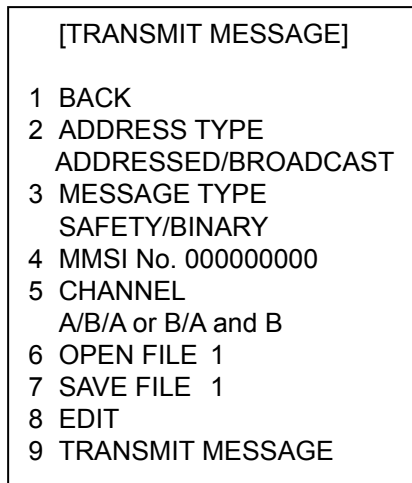 [TRANSMIT MESSAGE]
1 BACK
2 ADDRESS TYPE
ADDRESSED/BROADCAST
3 MESSAGE TYPE
SAFETY/BINARY
4 MMSI No. 000000000
5 CHANNEL
A/B/A or B/A and B
6 OPEN FILE 1
7 SAVE FILE 1
8 EDIT
9 TRANSMIT MESSAGE